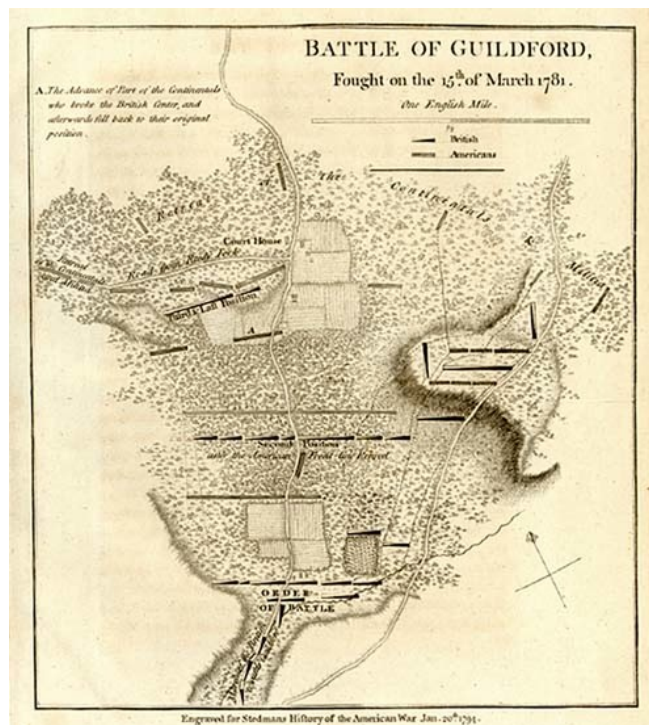 BATTLE OF GUILDFORD,
Fought on the 15th. of March 1781.
One English Mile.
British
Americans
A. The Advance of Part of the Continentals
who broke the British Center, and
afterwards fell back to their original
position.
Retreat of The Continentals & Militia
Court House
Road from Reedy Fork
Third & Last Position
A
Second Position
ORDER
OF BATTLE
Engraved for Stedmans History of the American War Jan. 20th. 1794.